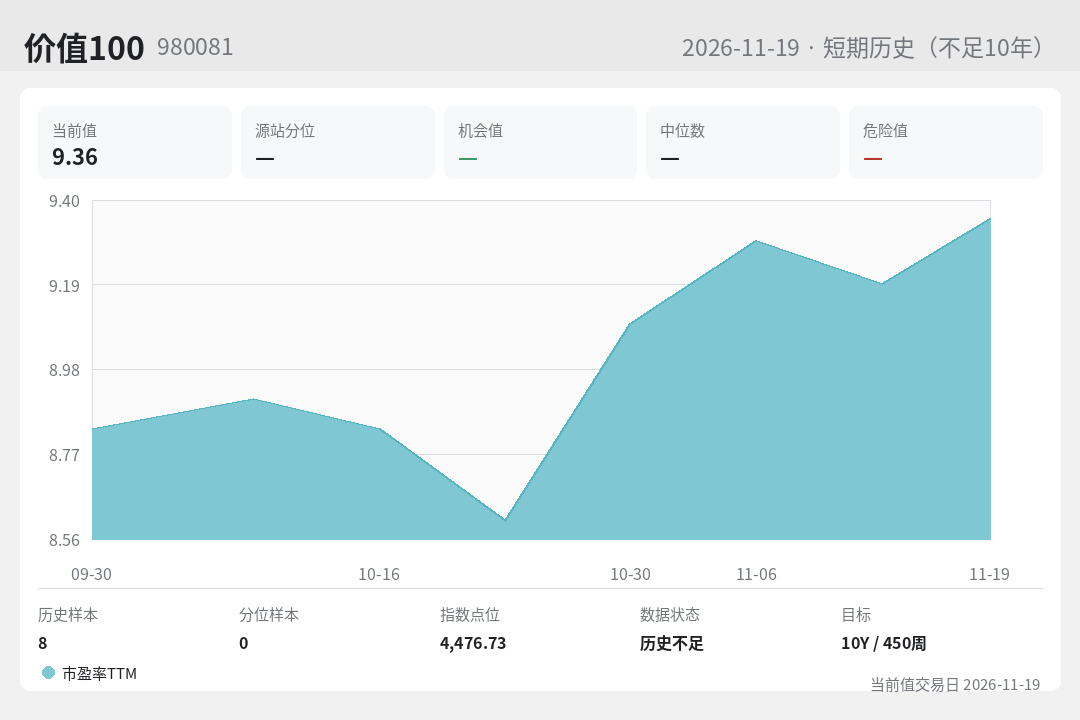 价值100 980081
2026-11-19 · 短期历史（不足10年）
当前值 源站分位 机会值 中位数 危险值
9.36 — — — —
9.40
9.19
8.98
8.77
8.56
09-30 10-16 10-30 11-06 11-19
历史样本 分位样本 指数点位 数据状态 目标
8 0 4,476.73 历史不足 10Y / 450周
市盈率TTM
当前值交易日 2026-11-19